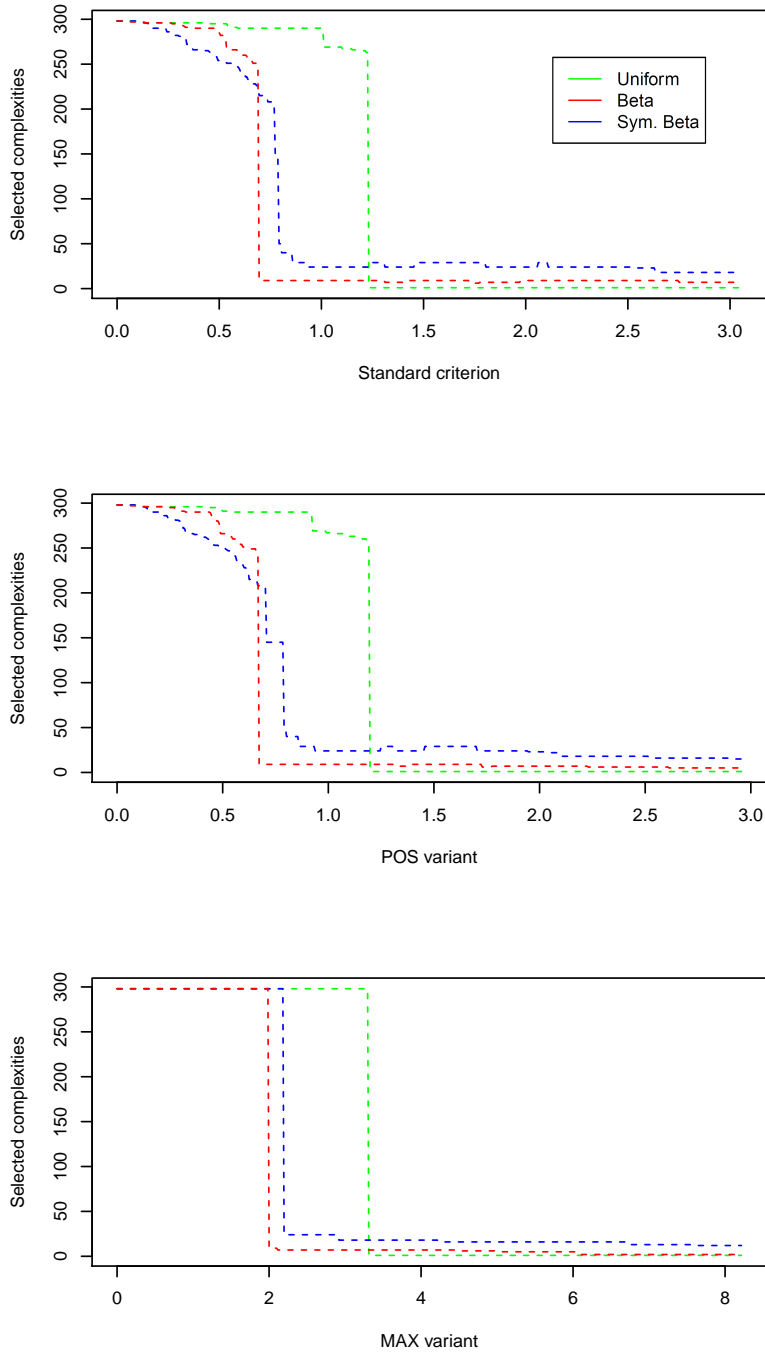 Selected complexities
300
250
200
150
100
50
0
Uniform
Beta
Sym. Beta
0.0 0.5 1.0 1.5 2.0 2.5 3.0
Standard criterion
Selected complexities
300
250
200
150
100
50
0
0.0 0.5 1.0 1.5 2.0 2.5 3.0
POS variant
Selected complexities
300
250
200
150
100
50
0
0 2 4 6 8
MAX variant